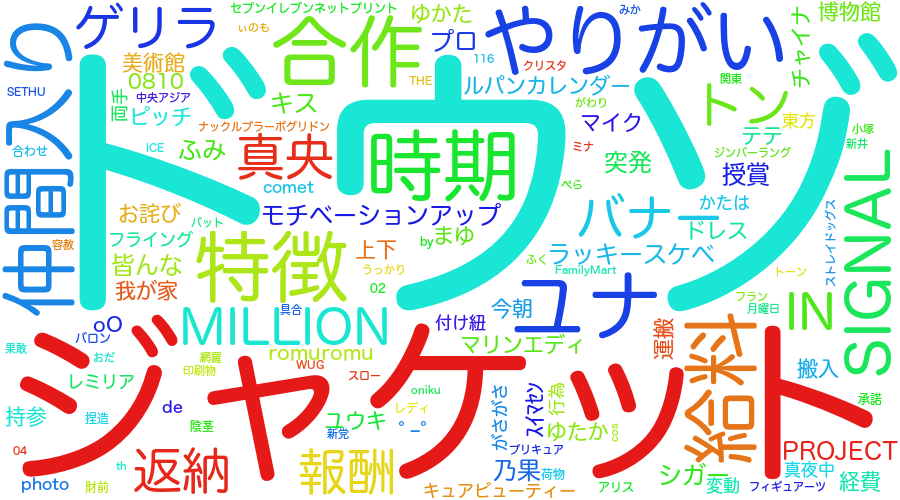 ゲリラ
セブンイレブンネットプリント
ぃのも
ゆかた
プロ
やりがい
みか
チャイナ
博物館
仲間入り
SETHU
合わせ
容赦
美術館
0810
両手
中央アジア
ピッチ
ナックルプラーポグリドン
ICE
ふみ
キス
合作
116
THE
クリスタ
ルパンカレンダー
がわり
マイク
ミナ
関東
トン
テテ
東方
ジンバーラング
小塚
新井
真央
comet
時期
ぺら
突発
授賞
ドウハン
お詫び
バット
フライング
皆んな
我が家
モチベーションアップ
by
まゆ
バナー
かたは
ドレス
ラッキースケベ
ストレイドッグス
特徴
上下
うっかり
02
ふく
FamilyMart
トーン
フラン
月曜日
SIGNAL
具合
今朝
ユナ
IN
oO
バロン
MILLION
付け紐
運搬
果敢
おだ
網羅
印刷物
romuromu
WUG
スロー
マリンエディ
搬入
承諾
レミリア
ジャケット
de
ユウキ
レディ
oniku
がさがさ
スイマセン
行為
給料
持参
捏造
陰茎
新党
°_°
プリキュア
ゆたか
cos
04
th
返納
報酬
乃果
荷物
シガー
PROJECT
photo
財前
キュアビューティー
アリス
変動
真夜中
フィギュアーツ
経費